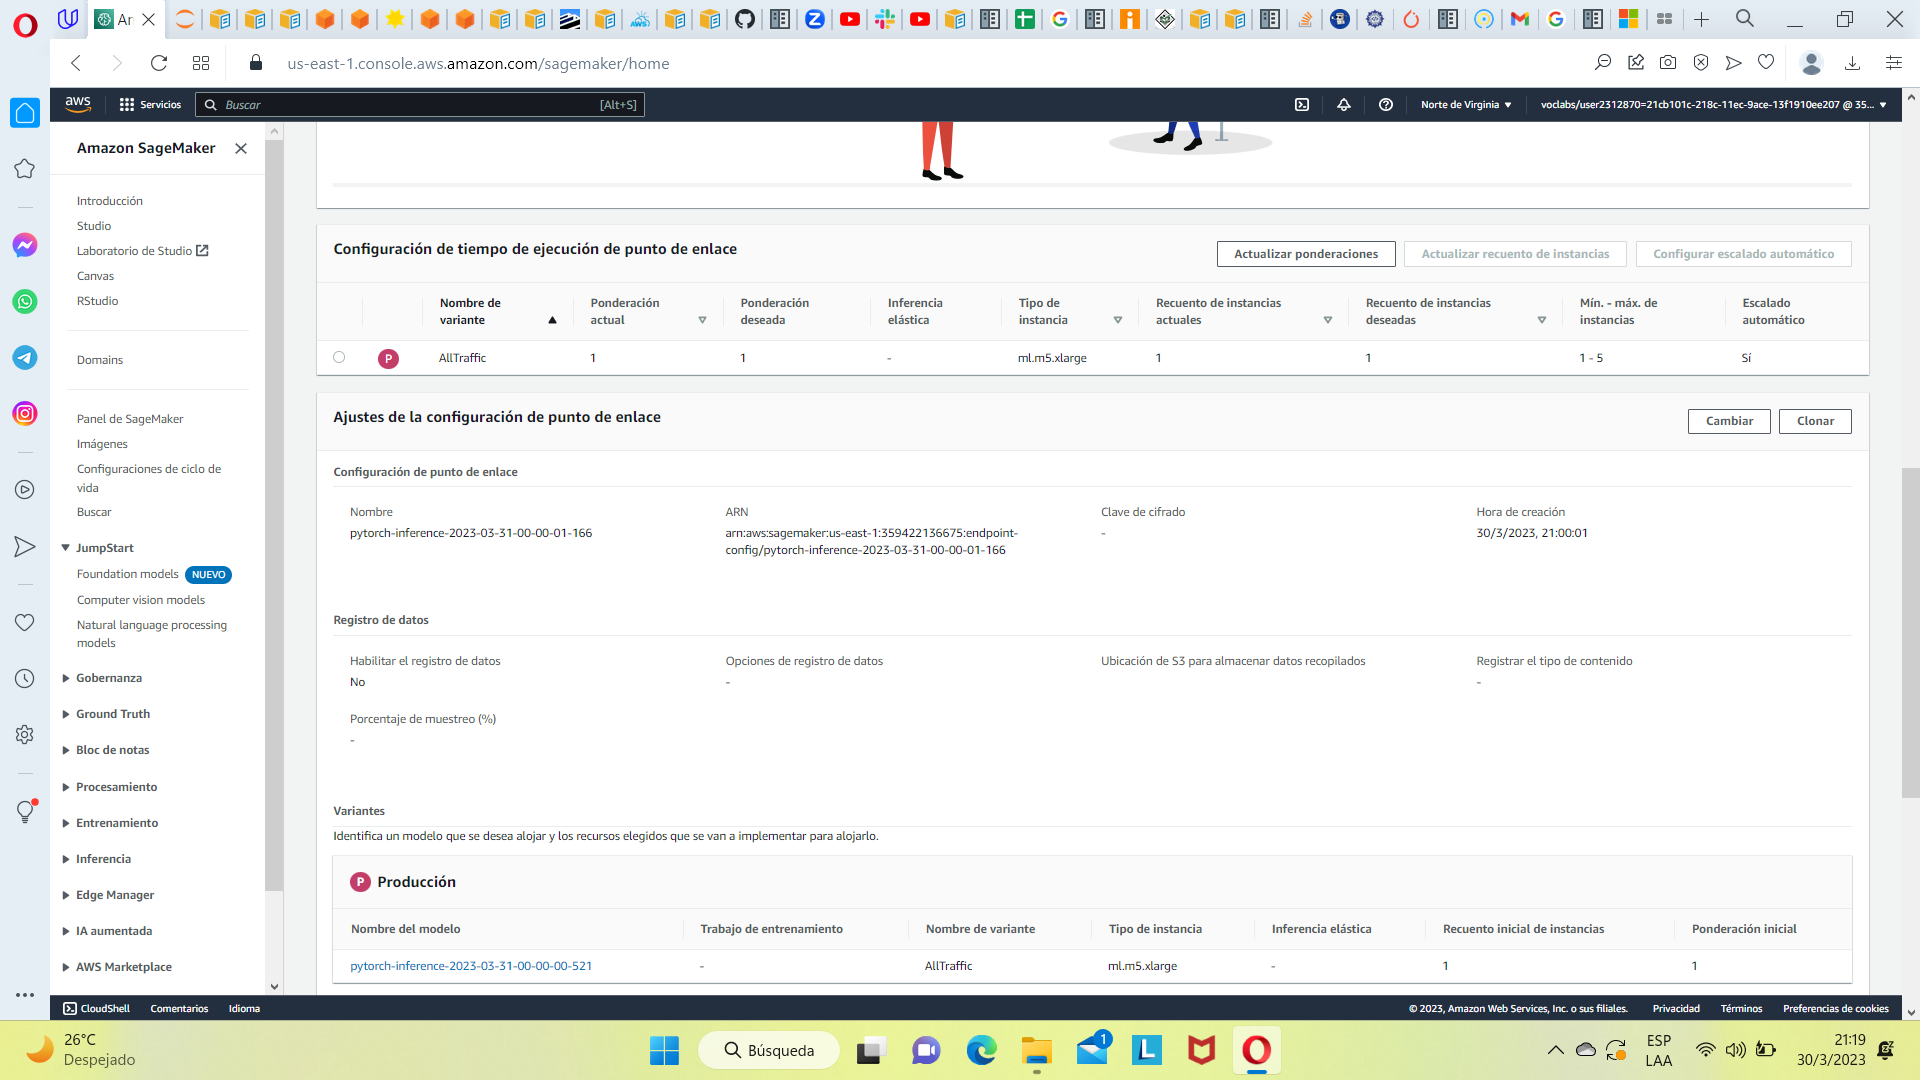 Ar
us-east-1.console.aws.amazon.com/sagemaker/home
aws
Servicios
Buscar
[Alt+S]
Norte de Virginia
voclabs/user2312870=21cb101c-218c-11ec-9ace-13f1910ee207 @ 35...
Amazon SageMaker
Introducción
Studio
Laboratorio de Studio
Canvas
RStudio
Domains
Panel de SageMaker
Imágenes
Configuraciones de ciclo de
vida
Buscar
JumpStart
Foundation models NUEVO
Computer vision models
Natural language processing
models
Gobernanza
Ground Truth
Bloc de notas
Procesamiento
Entrenamiento
Inferencia
Edge Manager
IA aumentada
AWS Marketplace
Configuración de tiempo de ejecución de punto de enlace
Actualizar ponderaciones
Actualizar recuento de instancias
Configurar escalado automático
Nombre de variante
Ponderación actual
Ponderación deseada
Inferencia elástica
Tipo de instancia
Recuento de instancias actuales
Recuento de instancias deseadas
Mín. - máx. de instancias
Escalado automático
P AllTraffic 1 1 - ml.m5.xlarge 1 1 1 - 5 Sí
Ajustes de la configuración de punto de enlace
Cambiar
Clonar
Configuración de punto de enlace
Nombre
pytorch-inference-2023-03-31-00-00-01-166
ARN
arn:aws:sagemaker:us-east-1:359422136675:endpoint-
config/pytorch-inference-2023-03-31-00-00-01-166
Clave de cifrado
-
Hora de creación
30/3/2023, 21:00:01
Registro de datos
Habilitar el registro de datos
No
Opciones de registro de datos
-
Ubicación de S3 para almacenar datos recopilados
Registrar el tipo de contenido
-
Porcentaje de muestreo (%)
-
Variantes
Identifica un modelo que se desea alojar y los recursos elegidos que se van a implementar para alojarlo.
P Producción
Nombre del modelo Trabajo de entrenamiento Nombre de variante Tipo de instancia Inferencia elástica Recuento inicial de instancias Ponderación inicial
pytorch-inference-2023-03-31-00-00-00-521 - AllTraffic ml.m5.xlarge - 1 1
CloudShell Comentarios Idioma
© 2023, Amazon Web Services, Inc. o sus filiales. Privacidad Términos Preferencias de cookies
26°C
Despejado
Búsqueda
1
ESP
LAA
21:19
30/3/2023